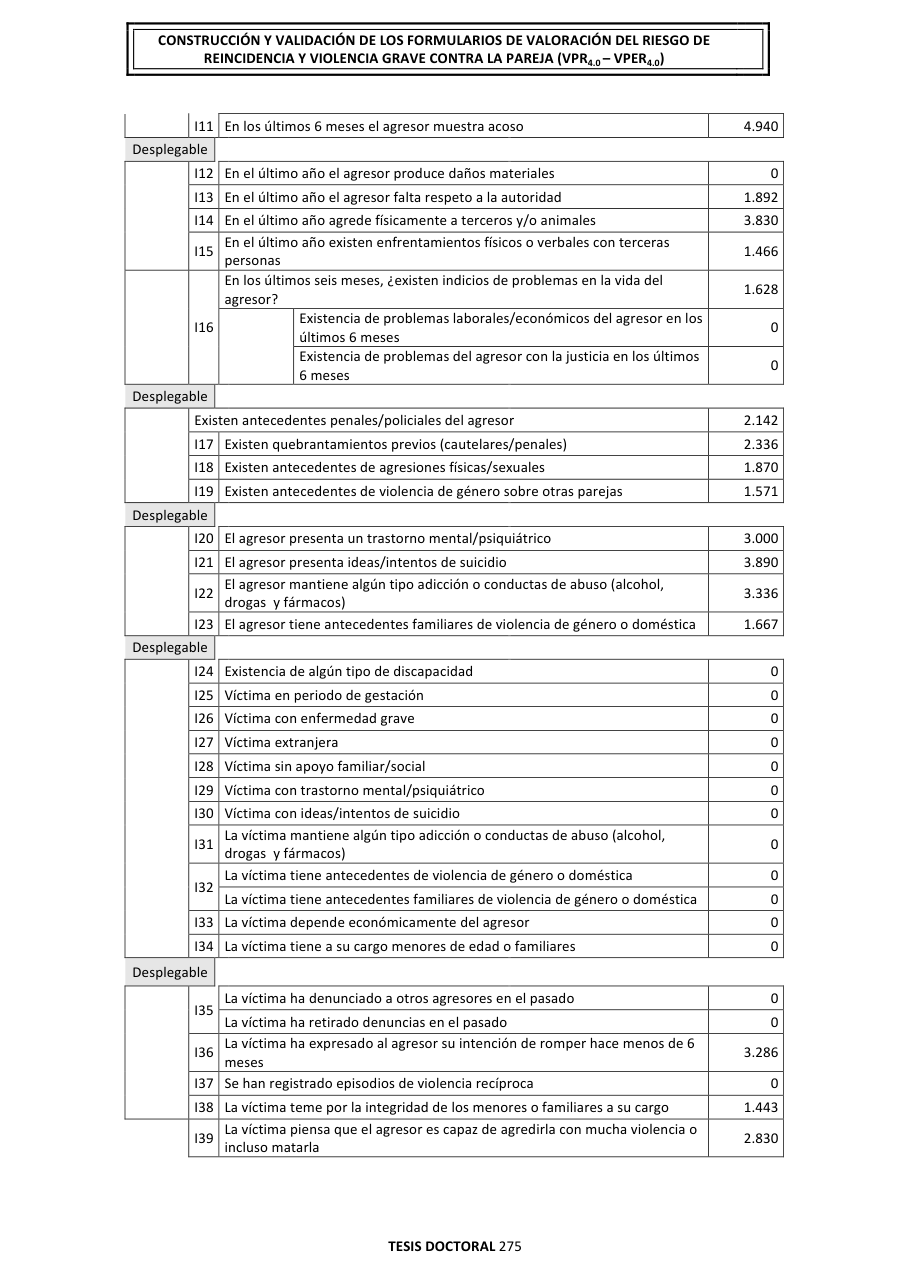 CONSTRUCCIÓN Y VALIDACIÓN DE LOS FORMULARIOS DE VALORACIÓN DEL RIESGO DE
REINCIDENCIA Y VIOLENCIA GRAVE CONTRA LA PAREJA (VPR4.0 – VPER4.0)
I11 En los últimos 6 meses el agresor muestra acoso 4.940
Desplegable
I12 En el último año el agresor produce daños materiales 0
I13 En el último año el agresor falta respeto a la autoridad 1.892
I14 En el último año agrede físicamente a terceros y/o animales 3.830
I15 En el último año existen enfrentamientos físicos o verbales con terceras
personas 1.466
I16 En los últimos seis meses, ¿existen indicios de problemas en la vida del
agresor? 1.628
Existencia de problemas laborales/económicos del agresor en los
últimos 6 meses 0
Existencia de problemas del agresor con la justicia en los últimos
6 meses 0
Desplegable
Existen antecedentes penales/policiales del agresor 2.142
I17 Existen quebrantamientos previos (cautelares/penales) 2.336
I18 Existen antecedentes de agresiones físicas/sexuales 1.870
I19 Existen antecedentes de violencia de género sobre otras parejas 1.571
Desplegable
I20 El agresor presenta un trastorno mental/psiquiátrico 3.000
I21 El agresor presenta ideas/intentos de suicidio 3.890
I22 El agresor mantiene algún tipo adicción o conductas de abuso (alcohol,
drogas y fármacos) 3.336
I23 El agresor tiene antecedentes familiares de violencia de género o doméstica 1.667
Desplegable
I24 Existencia de algún tipo de discapacidad 0
I25 Víctima en periodo de gestación 0
I26 Víctima con enfermedad grave 0
I27 Víctima extranjera 0
I28 Víctima sin apoyo familiar/social 0
I29 Víctima con trastorno mental/psiquiátrico 0
I30 Víctima con ideas/intentos de suicidio 0
I31 La víctima mantiene algún tipo adicción o conductas de abuso (alcohol,
drogas y fármacos) 0
I32 La víctima tiene antecedentes de violencia de género o doméstica 0
La víctima tiene antecedentes familiares de violencia de género o doméstica 0
I33 La víctima depende económicamente del agresor 0
I34 La víctima tiene a su cargo menores de edad o familiares 0
Desplegable
I35 La víctima ha denunciado a otros agresores en el pasado 0
La víctima ha retirado denuncias en el pasado 0
I36 La víctima ha expresado al agresor su intención de romper hace menos de 6
meses 3.286
I37 Se han registrado episodios de violencia recíproca 0
I38 La víctima teme por la integridad de los menores o familiares a su cargo 1.443
I39 La víctima piensa que el agresor es capaz de agredirla con mucha violencia o
incluso matarla 2.830
TESIS DOCTORAL 275